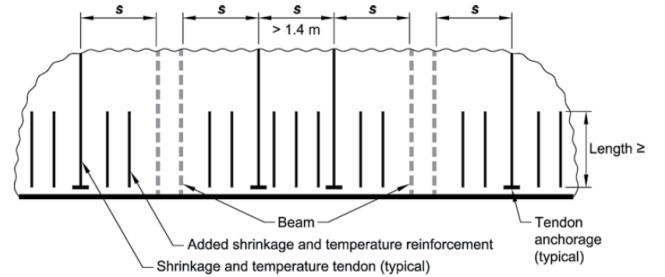 s s s s s
> 1.4 m
Length ≥
Beam
Tendon
anchorage
(typical)
Added shrinkage and temperature reinforcement
Shrinkage and temperature tendon (typical)